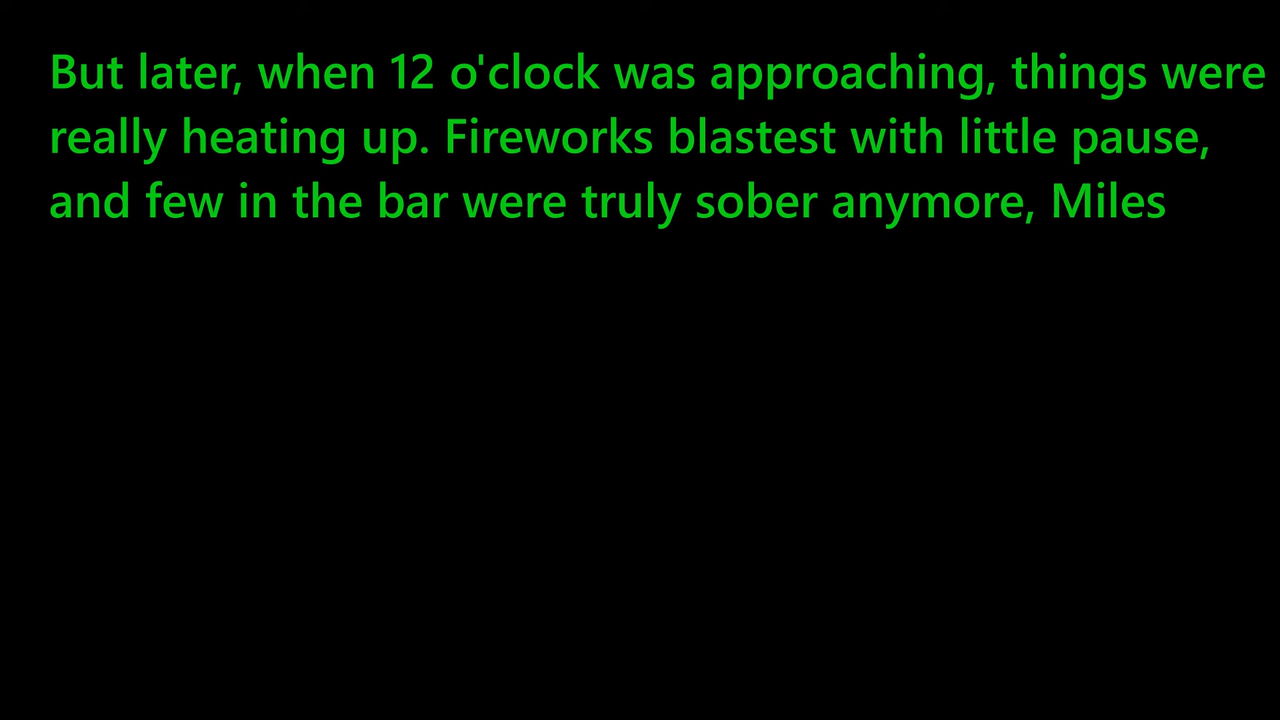 But later, when 12 o'clock was approaching, things were
really heating up. Fireworks blastest with little pause,
and few in the bar were truly sober anymore, Miles